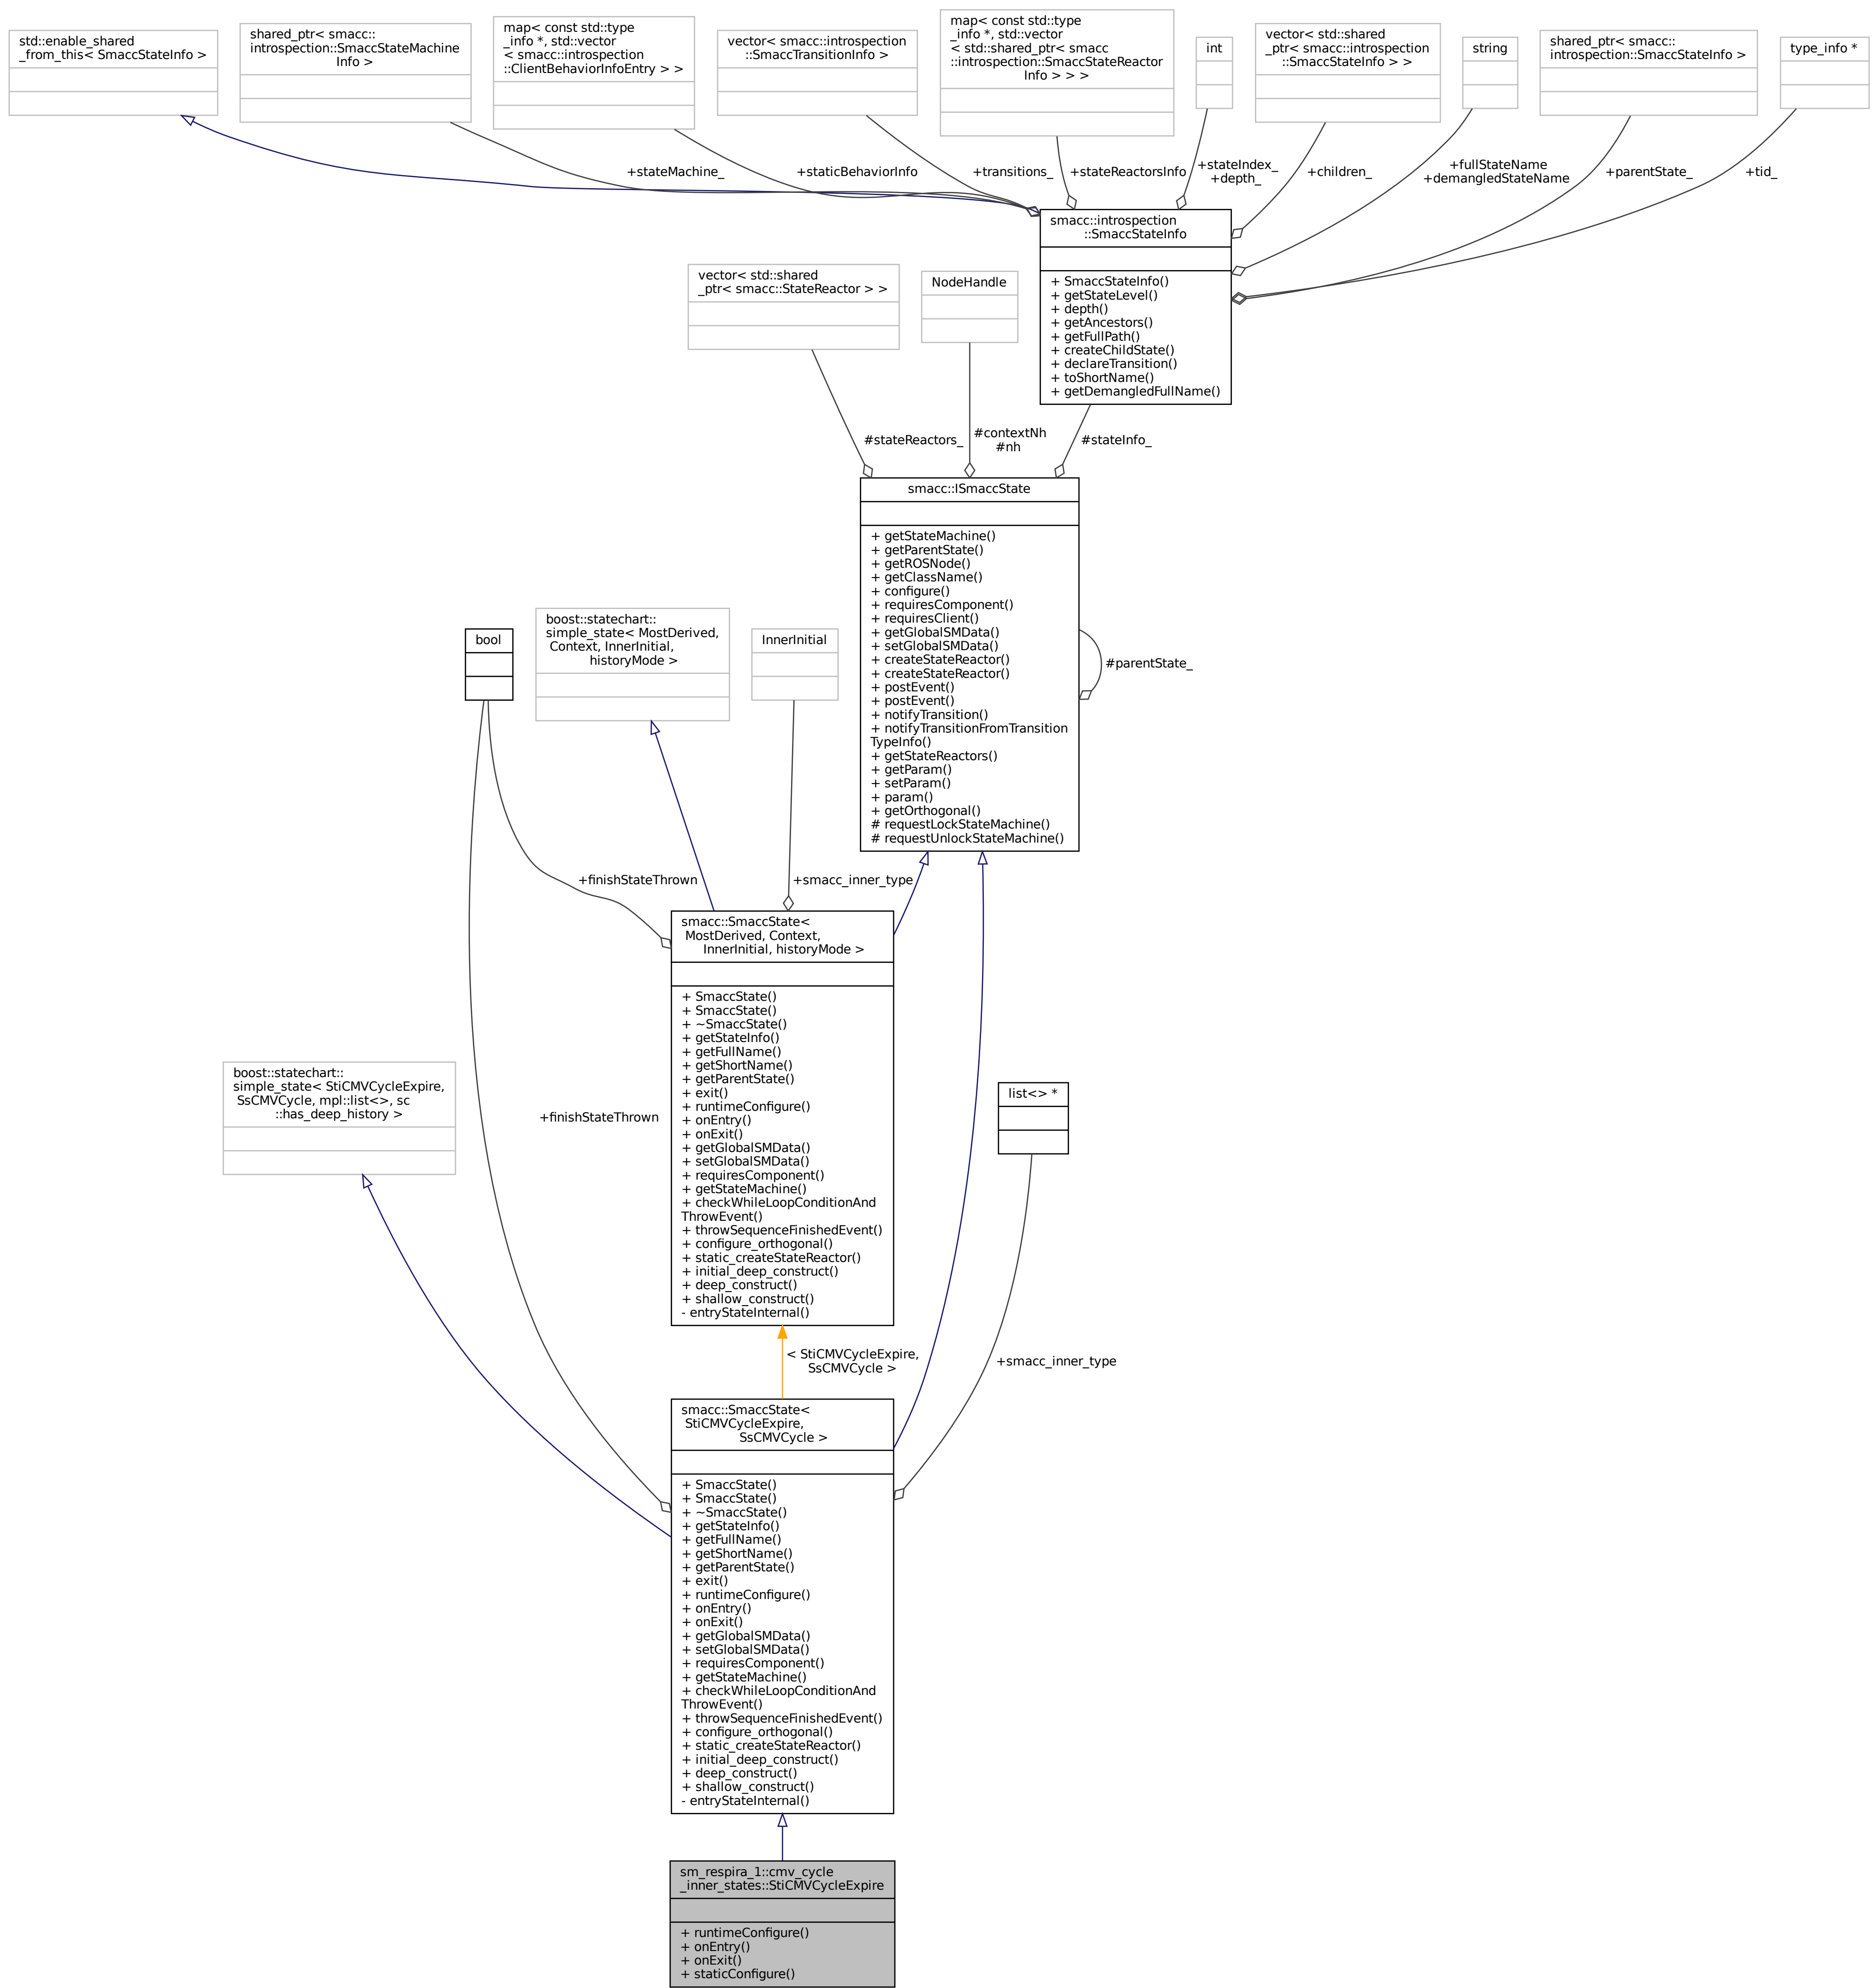 std::enable_shared
_from_this< SmaccStateInfo >
shared_ptr< smacc::
introspection::SmaccStateMachine
Info >
map< const std::type
_info *, std::vector
< smacc::introspection
::ClientBehaviorInfoEntry > >
vector< smacc::introspection
::SmaccTransitionInfo >
map< const std::type
_info *, std::vector
< std::shared_ptr< smacc
::introspection::SmaccStateReactor
Info > > >
int
vector< std::shared
_ptr< smacc::introspection
::SmaccStateInfo > >
string
shared_ptr< smacc::
introspection::SmaccStateInfo >
type_info *
+stateMachine_
+staticBehaviorInfo
+transitions_
+stateReactorsInfo
+stateIndex_
+depth_
+children_
+fullStateName
+demangledStateName
+parentState_
+tid_
smacc::introspection
::SmaccStateInfo
+ SmaccStateInfo()
+ getStateLevel()
+ depth()
+ getAncestors()
+ getFullPath()
+ createChildState()
+ declareTransition()
+ toShortName()
+ getDemangledFullName()
vector< std::shared
_ptr< smacc::StateReactor > >
NodeHandle
#stateReactors_
#contextNh
#nh
#stateInfo_
smacc::ISmaccState
+ getStateMachine()
+ getParentState()
+ getROSNode()
+ getClassName()
+ configure()
+ requiresComponent()
+ requiresClient()
+ getGlobalSMData()
+ setGlobalSMData()
+ createStateReactor()
+ createStateReactor()
+ postEvent()
+ postEvent()
+ notifyTransition()
+ notifyTransitionFromTransition
TypeInfo()
+ getStateReactors()
+ getParam()
+ setParam()
+ param()
+ getOrthogonal()
# requestLockStateMachine()
# requestUnlockStateMachine()
#parentState_
bool
boost::statechart::
simple_state< MostDerived,
Context, InnerInitial,
historyMode >
InnerInitial
+finishStateThrown
+smacc_inner_type
smacc::SmaccState<
MostDerived, Context,
InnerInitial, historyMode >
+ SmaccState()
+ SmaccState()
+ ~SmaccState()
+ getStateInfo()
+ getFullName()
+ getShortName()
+ getParentState()
+ exit()
+ runtimeConfigure()
+ onEntry()
+ onExit()
+ getGlobalSMData()
+ setGlobalSMData()
+ requiresComponent()
+ getStateMachine()
+ checkWhileLoopConditionAnd
ThrowEvent()
+ throwSequenceFinishedEvent()
+ configure_orthogonal()
+ static_createStateReactor()
+ initial_deep_construct()
+ deep_construct()
+ shallow_construct()
- entryStateInternal()
boost::statechart::
simple_state< StiCMVCycleExpire,
SsCMVCycle, mpl::list<>, sc
::has_deep_history >
+finishStateThrown
list<> *
< StiCMVCycleExpire,
SsCMVCycle >
+smacc_inner_type
smacc::SmaccState<
StiCMVCycleExpire,
SsCMVCycle >
+ SmaccState()
+ SmaccState()
+ ~SmaccState()
+ getStateInfo()
+ getFullName()
+ getShortName()
+ getParentState()
+ exit()
+ runtimeConfigure()
+ onEntry()
+ onExit()
+ getGlobalSMData()
+ setGlobalSMData()
+ requiresComponent()
+ getStateMachine()
+ checkWhileLoopConditionAnd
ThrowEvent()
+ throwSequenceFinishedEvent()
+ configure_orthogonal()
+ static_createStateReactor()
+ initial_deep_construct()
+ deep_construct()
+ shallow_construct()
- entryStateInternal()
sm_respira_1::cmv_cycle
_inner_states::StiCMVCycleExpire
+ runtimeConfigure()
+ onEntry()
+ onExit()
+ staticConfigure()